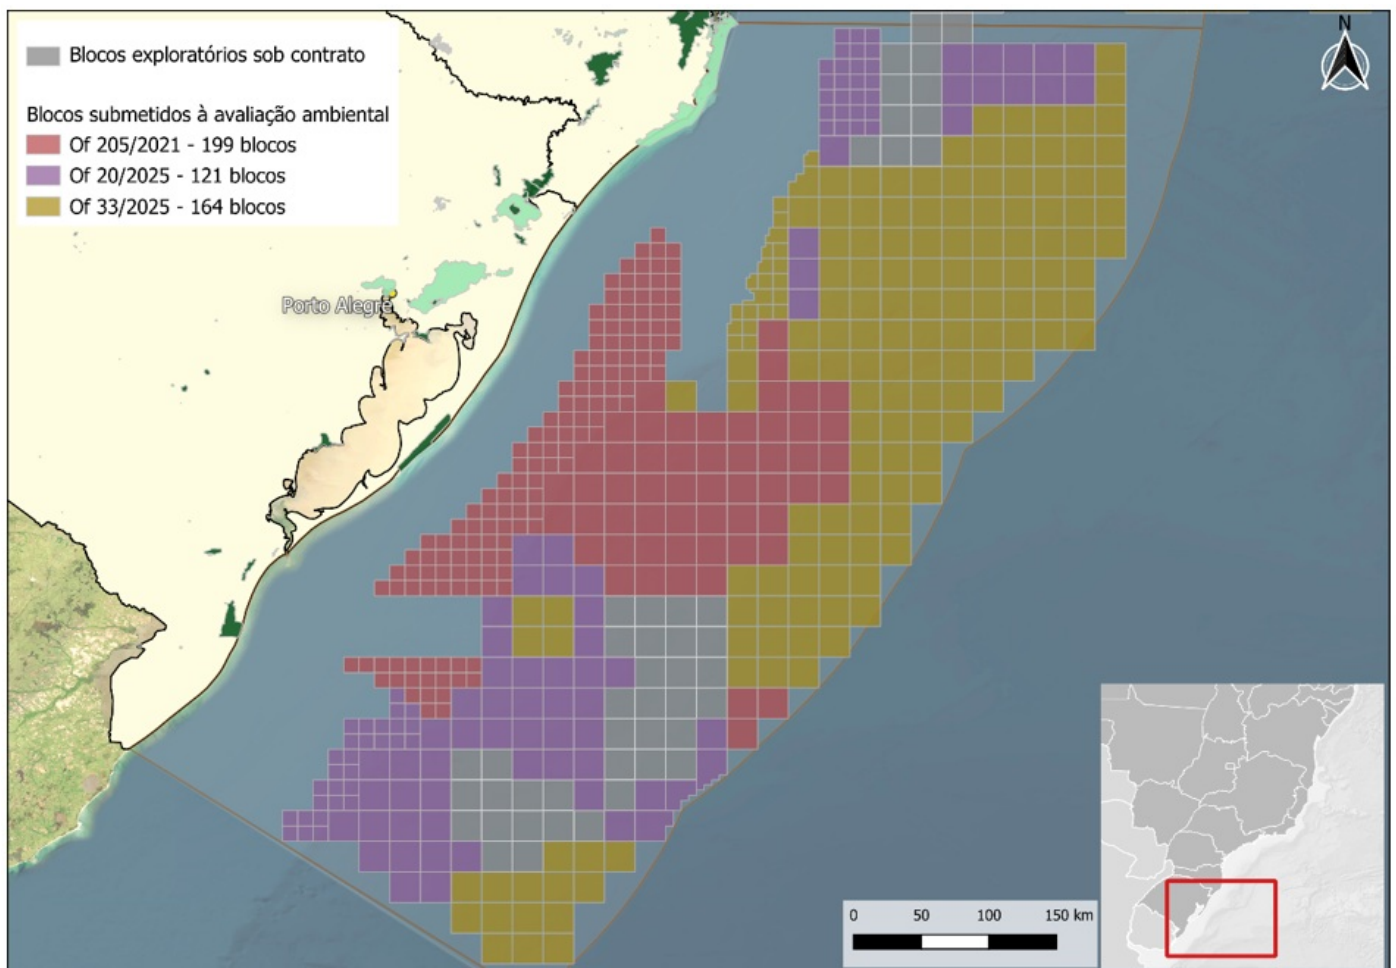 Blocos exploratórios sob contrato
Blocos submetidos à avaliação ambiental
Of 205/2021 - 199 blocos
Of 20/2025 - 121 blocos
Of 33/2025 - 164 blocos
N
Porto Alegre
0 50 100 150 km